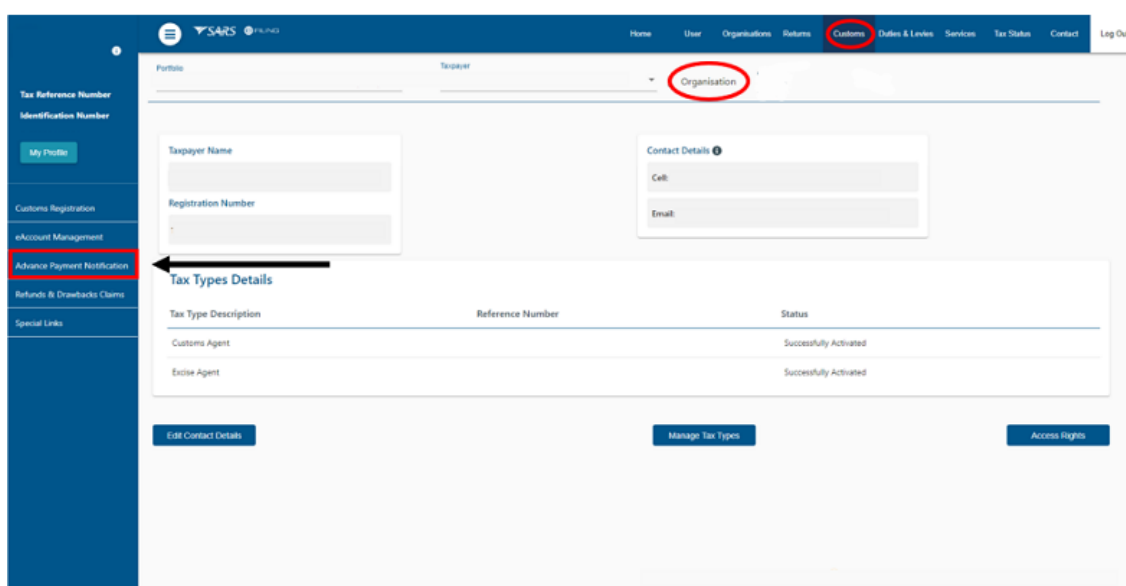 SARS eFILING
Home User Organisations Returns Customs Duties & Levies Services Tax Status Contact Log Ou
Portfolio
Taxpayer
Organisation
Tax Reference Number
Identification Number
My Profile
Customs Registration
eAccount Management
Advance Payment Notification
Refunds & Drawbacks Claims
Special Links
Taxpayer Name
Registration Number
Contact Details
Cell:
Email:
Tax Types Details
Tax Type Description Reference Number Status
Customs Agent Successfully Activated
Excise Agent Successfully Activated
Edit Contact Details Manage Tax Types Access Rights